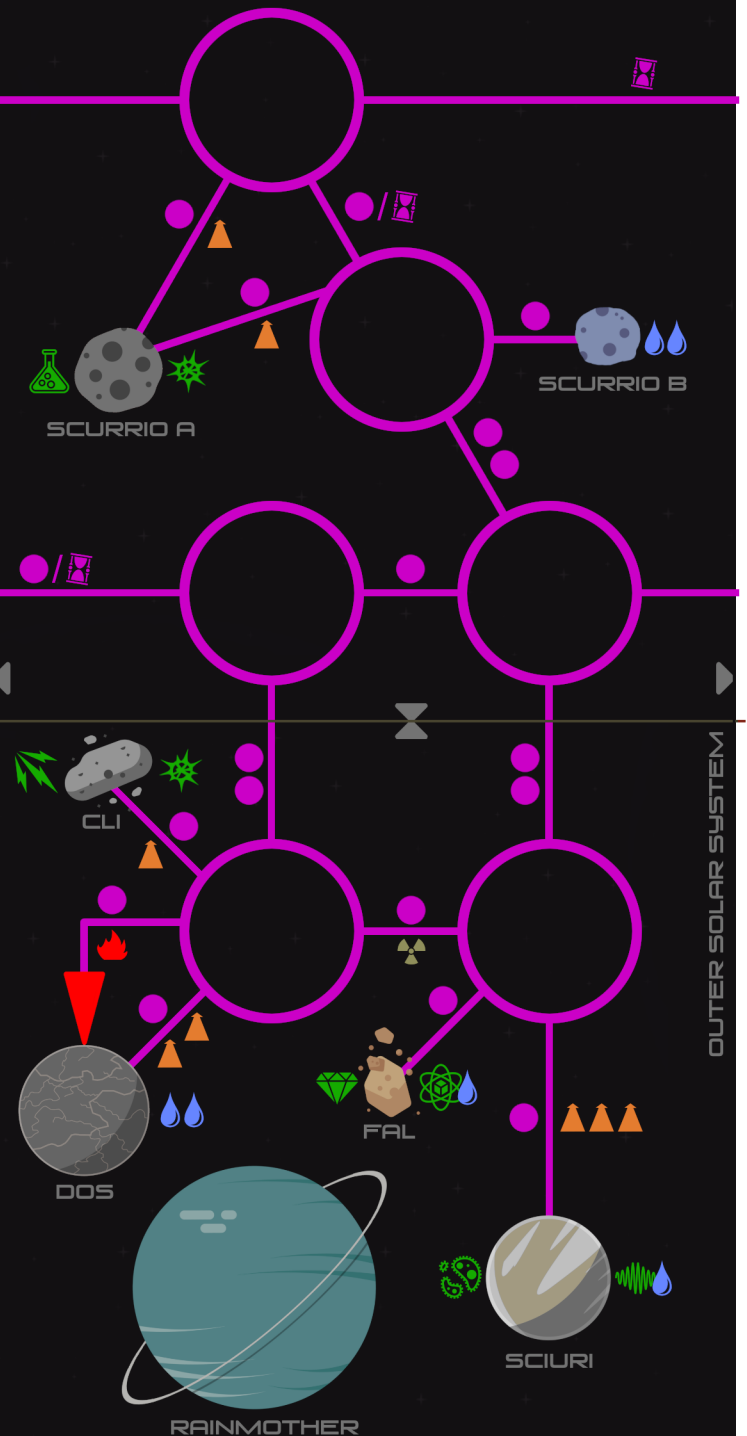 SCURRIO B
SCURRIO A
CLI
OUTER SOLAR SYSTEM
FAL
DOS
SCIURI
RAINMOTHER